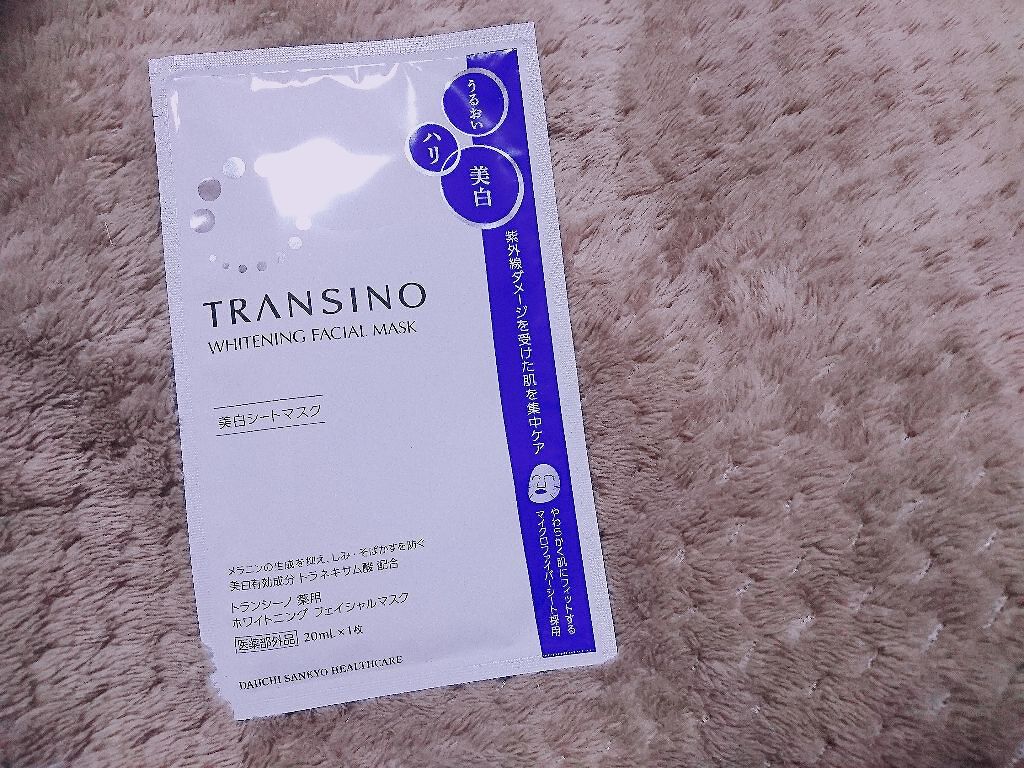 うるおい
ハリ
美白
紫外線ダメージを受けた肌を集中ケア
やわらかく肌にフィットする
マイクロファイバーシート採用
TRANSINO
WHITENING FACIAL MASK
美白シートマスク
メラニンの生成を抑え、しみ・そばかすを防ぐ
美白有効成分 トラネキサム酸 配合
トランシーノ 薬用
ホワイトニング フェイシャルマスク
医薬部外品 20mL×1枚
DAIICHI SANKYO HEALTHCARE